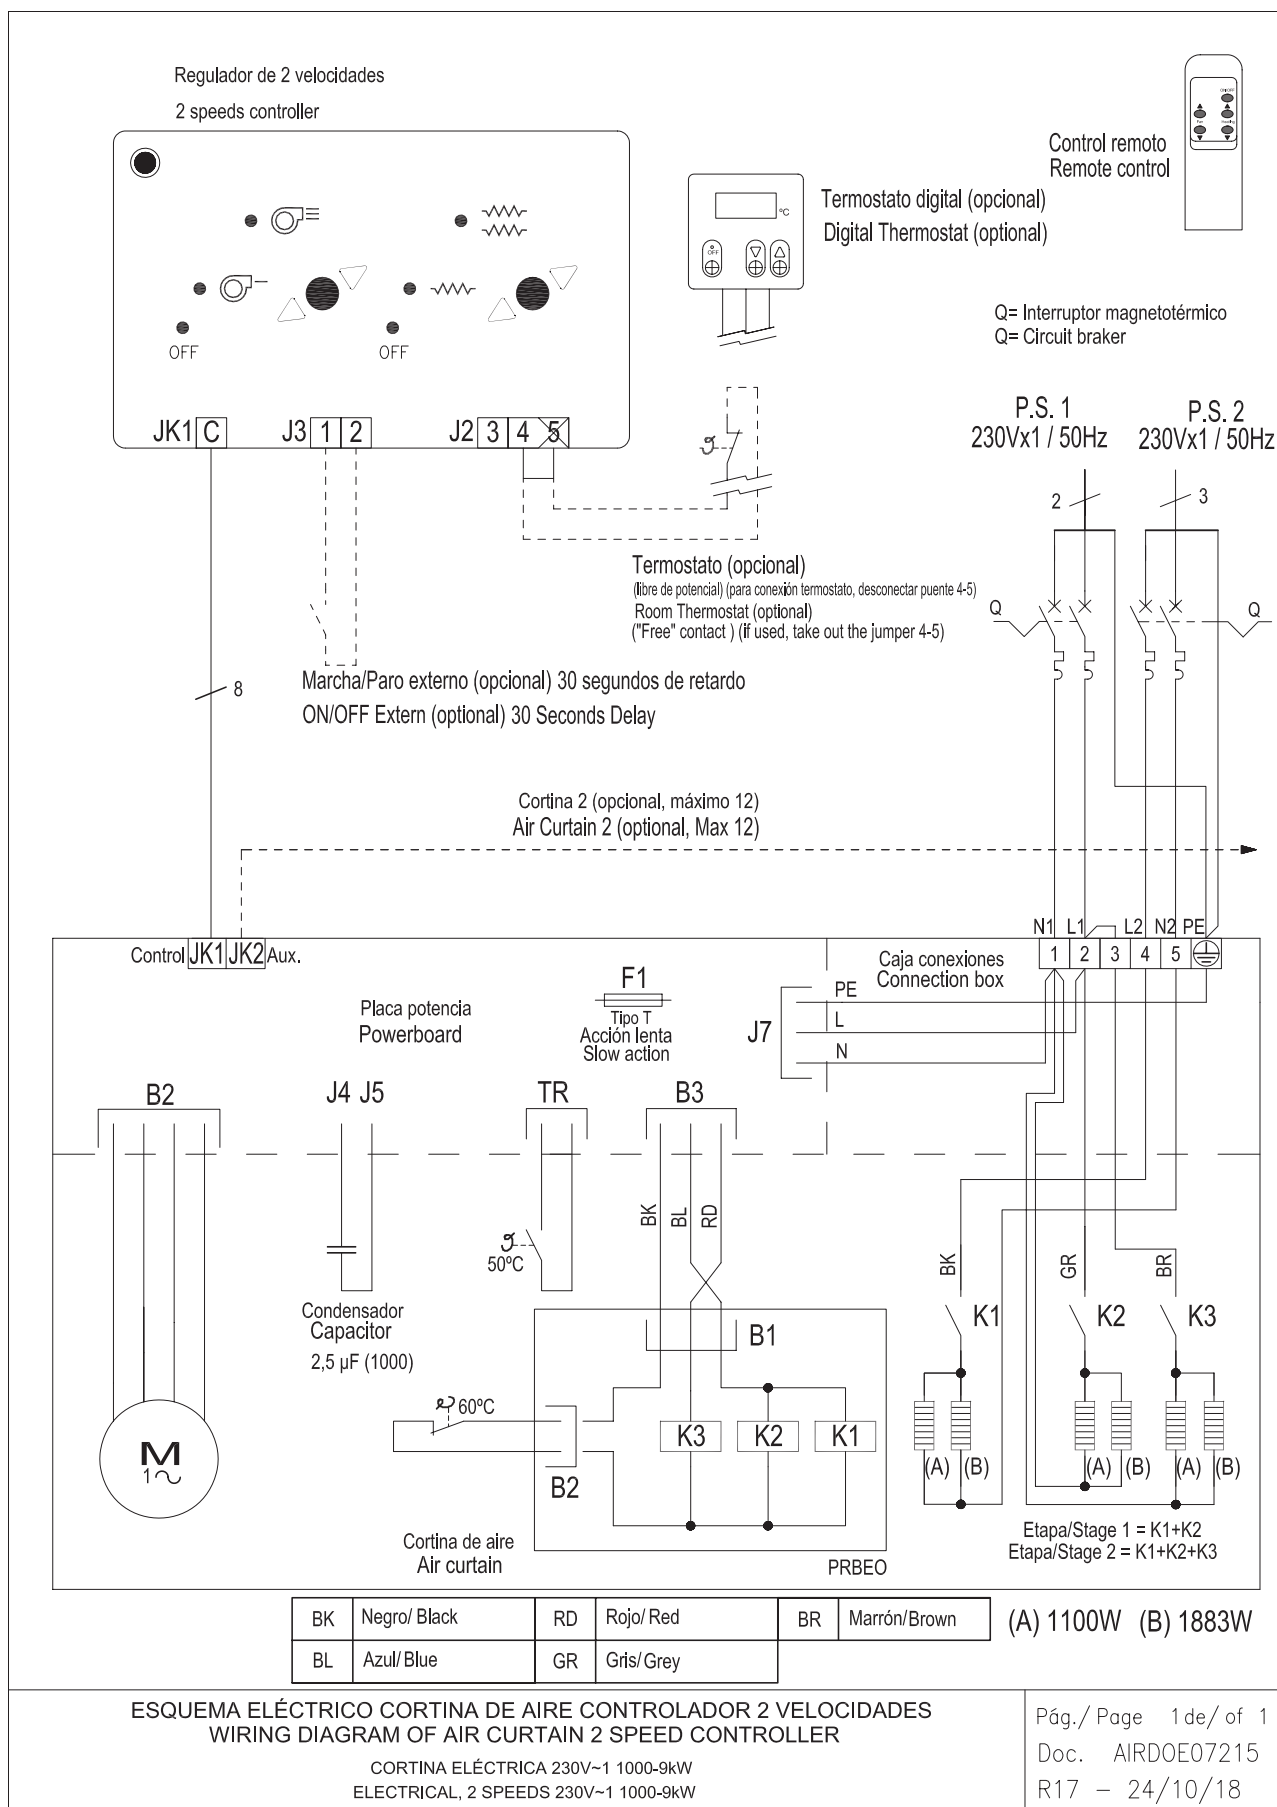 Regulador de 2 velocidades
2 speeds controller
ON/OFF
Fan
Heating
Control remoto
Remote control
ºC
Termostato digital (opcional)
Digital Thermostat (optional)
OFF
Q= Interruptor magnetotérmico
Q= Circuit braker
OFF
OFF
JK1 C
J3 1 2
J2 3 4 5
P.S. 1
230Vx1 / 50Hz
P.S. 2
230Vx1 / 50Hz
2
3
Termostato (opcional)
(libre de potencial) (para conexión termostato, desconectar puente 4-5)
Room Thermostat (optional)
("Free" contact ) (if used, take out the jumper 4-5)
Q
Q
8
Marcha/Paro externo (opcional) 30 segundos de retardo
ON/OFF Extern (optional) 30 Seconds Delay
Cortina 2 (opcional, máximo 12)
Air Curtain 2 (optional, Max 12)
N1 L1 L2 N2 PE
Control JK1 JK2 Aux.
1 2 3 4 5
Caja conexiones
Connection box
Placa potencia
Powerboard
F1
Tipo T
Acción lenta
Slow action
J7
PE
L
N
B2
J4 J5
TR
B3
BK
BL
RD
50ºC
BK
GR
BR
Condensador
Capacitor
2,5 µF (1000)
B1
K1
K2
K3
60ºC
K3
K2
K1
M
1
B2
(A) (B)
(A) (B)
(A) (B)
Cortina de aire
Air curtain
PRBEO
Etapa/Stage 1 = K1+K2
Etapa/Stage 2 = K1+K2+K3
BK Negro/ Black RD Rojo/ Red BR Marrón/Brown
BL Azul/ Blue GR Gris/ Grey
(A) 1100W (B) 1883W
ESQUEMA ELÉCTRICO CORTINA DE AIRE CONTROLADOR 2 VELOCIDADES
WIRING DIAGRAM OF AIR CURTAIN 2 SPEED CONTROLLER
CORTINA ELÉCTRICA 230V~1 1000-9kW
ELECTRICAL, 2 SPEEDS 230V~1 1000-9kW
Pág./ Page 1 de/ of 1
Doc. AIRDOE07215
R17 - 24/10/18